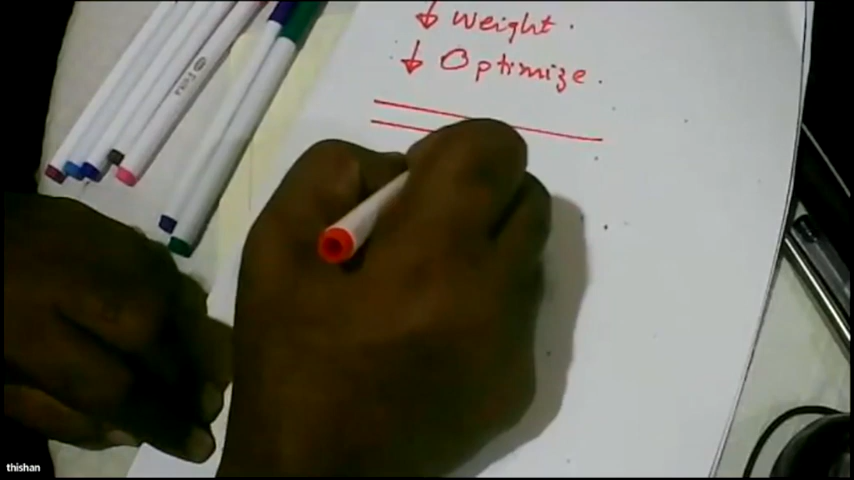 ↓ Weight.
↓ Optimize.
thishan